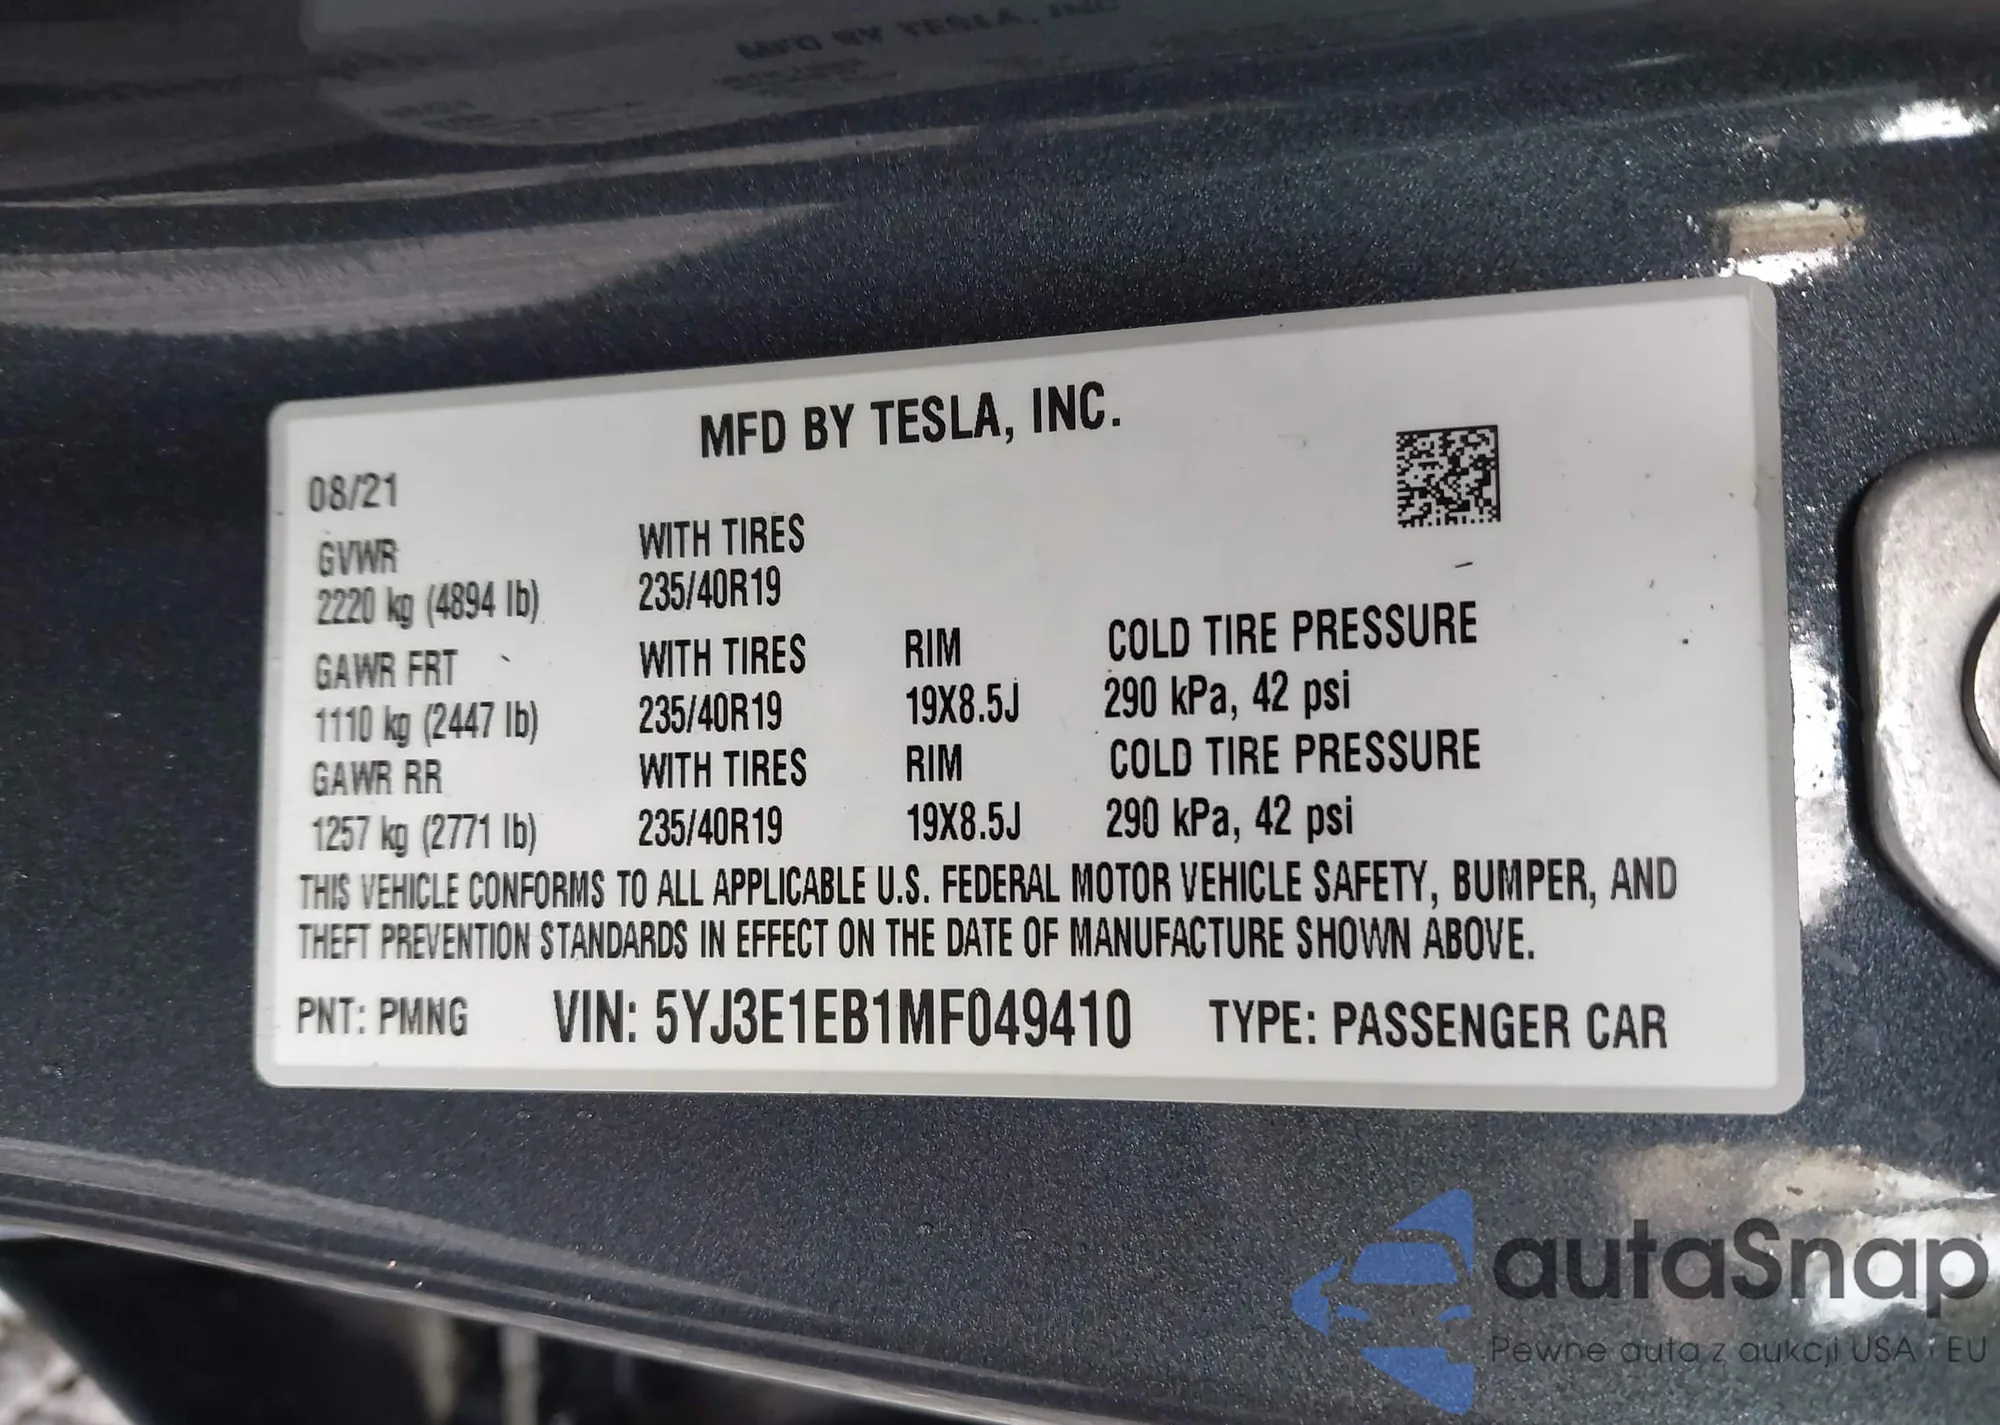 MFD BY TESLA, INC.
08/21
GVWR WITH TIRES
2220 kg (4894 lb) 235/40R19
GAWR FRT WITH TIRES RIM COLD TIRE PRESSURE
1110 kg (2447 lb) 235/40R19 19X8.5J 290 kPa, 42 psi
GAWR RR WITH TIRES RIM COLD TIRE PRESSURE
1257 kg (2771 lb) 235/40R19 19X8.5J 290 kPa, 42 psi
THIS VEHICLE CONFORMS TO ALL APPLICABLE U.S. FEDERAL MOTOR VEHICLE SAFETY, BUMPER, AND
THEFT PREVENTION STANDARDS IN EFFECT ON THE DATE OF MANUFACTURE SHOWN ABOVE.
PNT: PMNG VIN: 5YJ3E1EB1MF049410 TYPE: PASSENGER CAR
autaSnap
Pewne auta z aukcji USA i EU